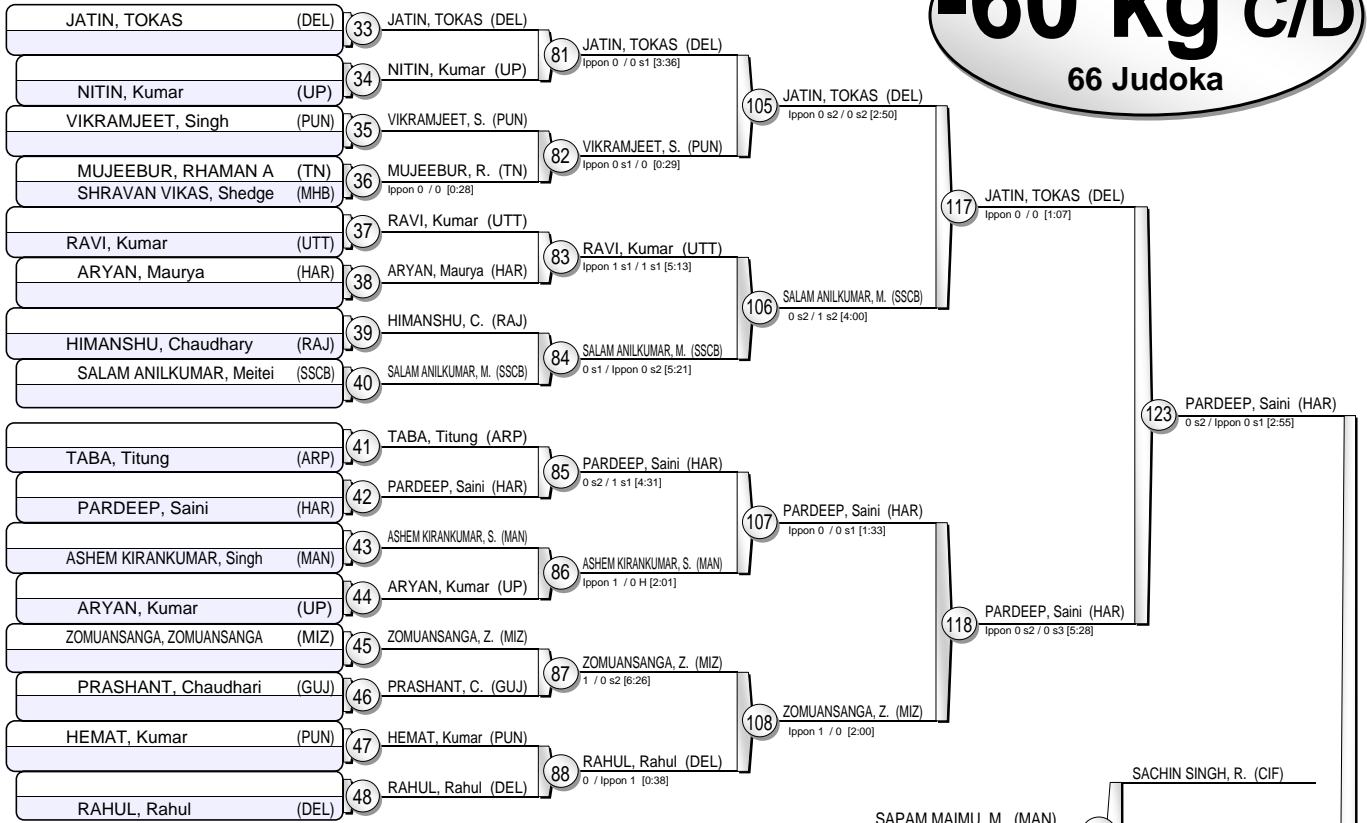 -60 kg C/D
66 Judoka
JATIN, TOKAS (DEL)
33
NITIN, Kumar (UP)
34
VIKRAMJEET, Singh (PUN)
35
MUJEEBUR, RHAMAN A (TN)
SHRAVAN VIKAS, Shedge (MHB)
36
RAVI, Kumar (UTT)
37
ARYAN, Maurya (HAR)
38
HIMANSHU, Chaudhary (RAJ)
39
SALAM ANILKUMAR, Meitei (SSCB)
40
TABA, Titung (ARP)
41
PARDEEP, Saini (HAR)
42
ASHEM KIRANKUMAR, Singh (MAN)
43
ARYAN, Kumar (UP)
44
ZOMUANSANGA, ZOMUANSANGA (MIZ)
45
PRASHANT, Chaudhari (GUJ)
46
HEMAT, Kumar (PUN)
47
RAHUL, Rahul (DEL)
48
JATIN, TOKAS (DEL)
NITIN, Kumar (UP)
81
VIKRAMJEET, S. (PUN)
MUJEEBUR, R. (TN)
Ippon 0 / 0 [0:28]
82
RAVI, Kumar (UTT)
ARYAN, Maurya (HAR)
83
HIMANSHU, C. (RAJ)
SALAM ANILKUMAR, M. (SSCB)
84
TABA, Titung (ARP)
PARDEEP, Saini (HAR)
85
ASHEM KIRANKUMAR, S. (MAN)
ARYAN, Kumar (UP)
86
ZOMUANSANGA, Z. (MIZ)
PRASHANT, C. (GUJ)
87
HEMAT, Kumar (PUN)
RAHUL, Rahul (DEL)
88
JATIN, TOKAS (DEL)
Ippon 0 / 0 s1 [3:36]
VIKRAMJEET, S. (PUN)
Ippon 0 s1 / 0 [0:29]
105
RAVI, Kumar (UTT)
Ippon 1 s1 / 1 s1 [5:13]
SALAM ANILKUMAR, M. (SSCB)
0 s1 / Ippon 0 s2 [5:21]
106
PARDEEP, Saini (HAR)
0 s2 / 1 s1 [4:31]
ASHEM KIRANKUMAR, S. (MAN)
Ippon 1 / 0 H [2:01]
107
ZOMUANSANGA, Z. (MIZ)
1 / 0 s2 [6:26]
RAHUL, Rahul (DEL)
0 / Ippon 1 [0:38]
108
JATIN, TOKAS (DEL)
Ippon 0 s2 / 0 s2 [2:50]
SALAM ANILKUMAR, M. (SSCB)
0 s2 / 1 s2 [4:00]
117
PARDEEP, Saini (HAR)
Ippon 0 / 0 s1 [1:33]
ZOMUANSANGA, Z. (MIZ)
Ippon 1 / 0 [2:00]
118
JATIN, TOKAS (DEL)
Ippon 0 / 0 [1:07]
PARDEEP, Saini (HAR)
Ippon 0 s2 / 0 s3 [5:28]
123
PARDEEP, Saini (HAR)
0 s2 / Ippon 0 s1 [2:55]
SACHIN SINGH, R. (CIF)
SAPAM MAIMU, M. (MAN)